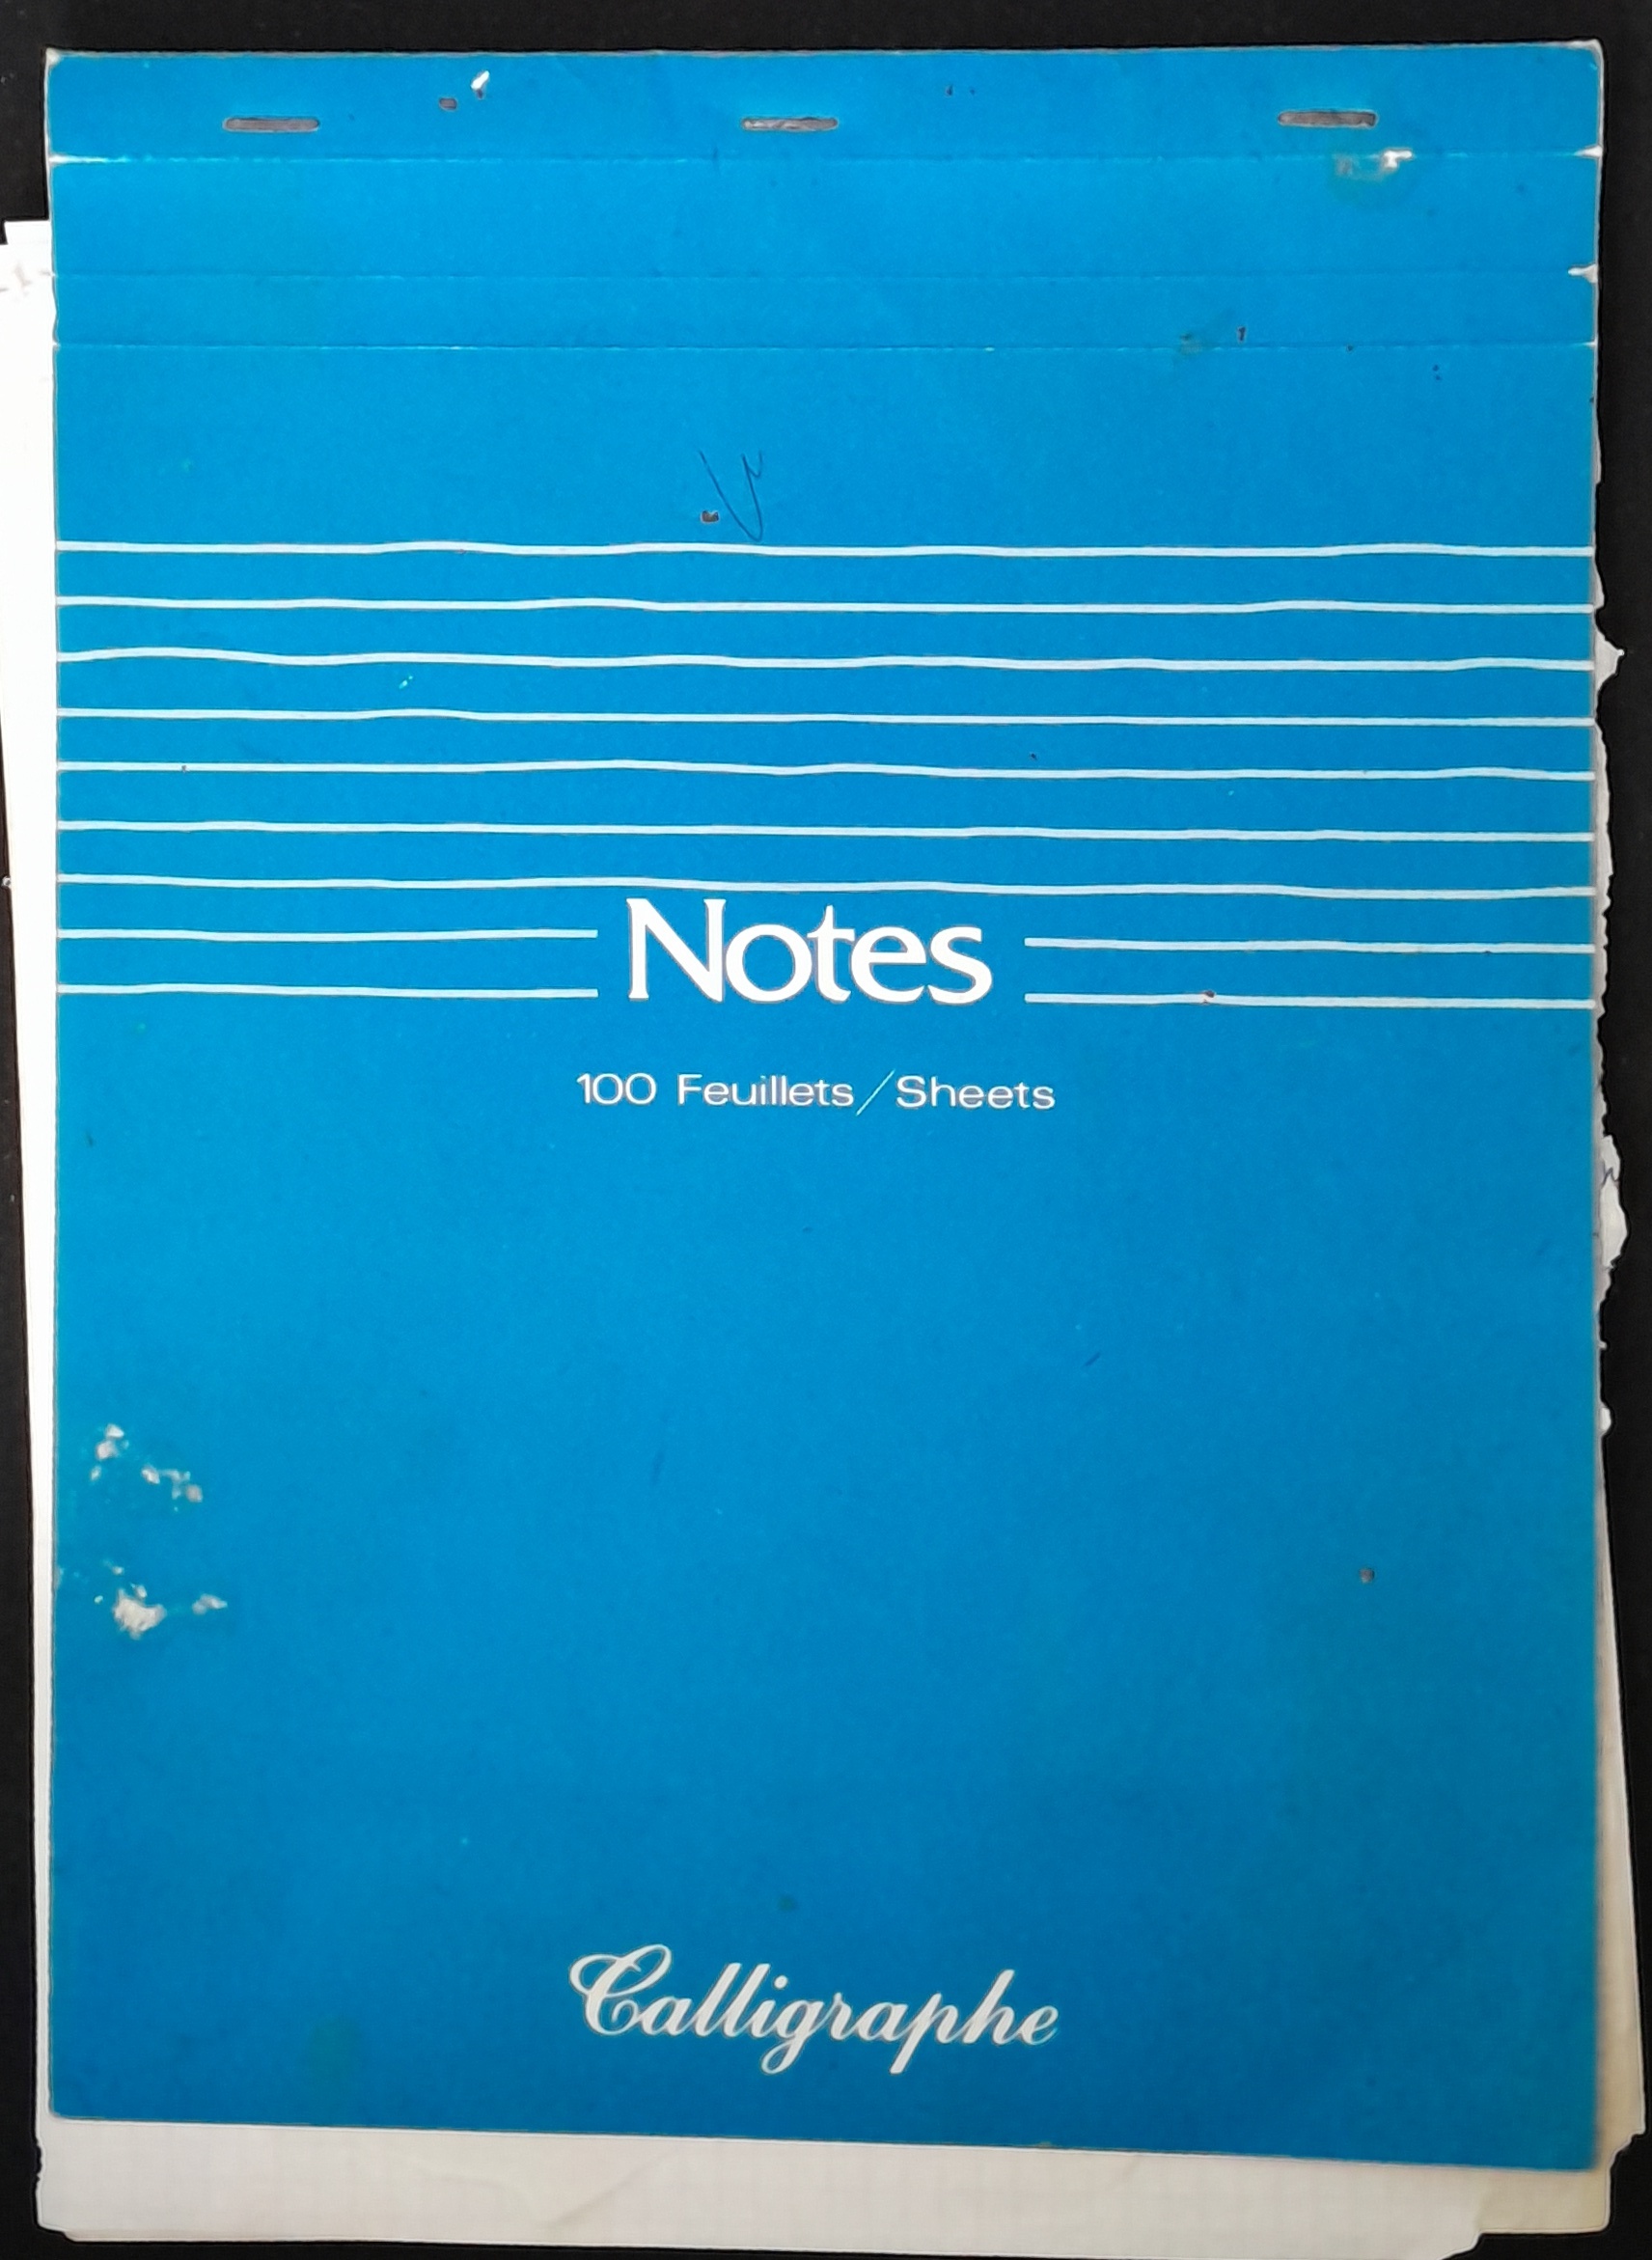 Notes
100 Feuillets/Sheets
Calligraphe